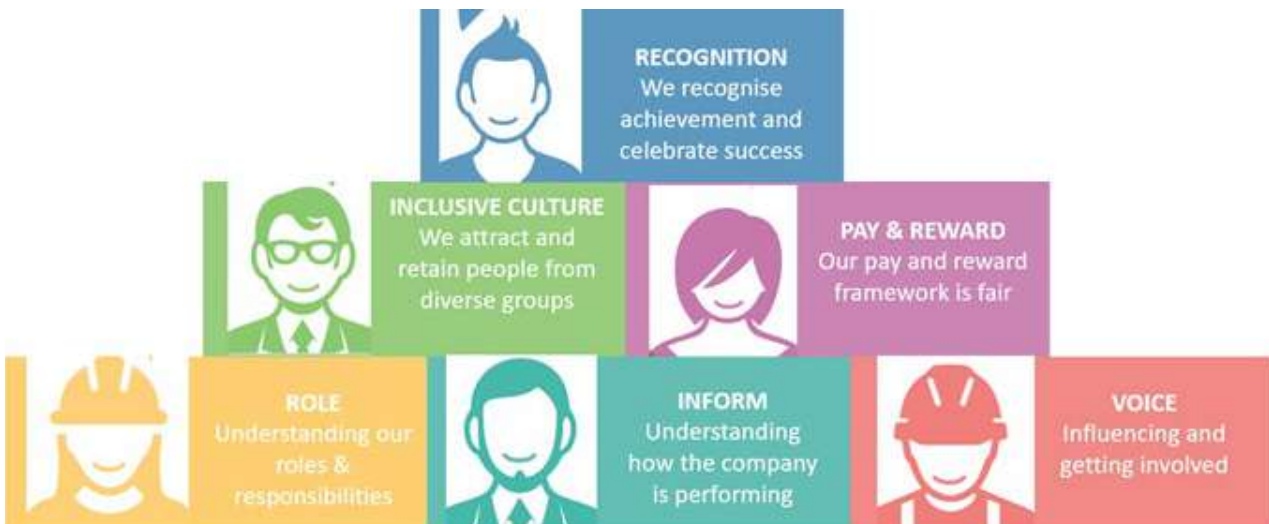 RECOGNITION
We recognise
achievement and
celebrate success
INCLUSIVE CULTURE
We attract and
retain people from
diverse groups
PAY & REWARD
Our pay and reward
framework is fair
ROLE
Understanding our
roles &
responsibilities
INFORM
Understanding
how the company
is performing
VOICE
Influencing and
getting involved